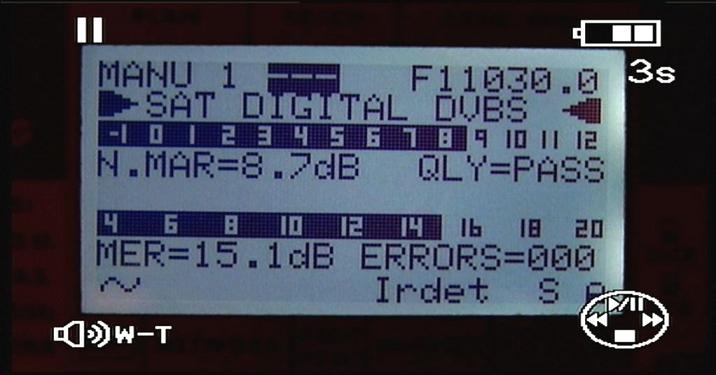 MANU 1 --- F11030.0
3s
SAT DIGITAL DVBS
-1 0 1 2 3 4 5 6 7 8 9 10 11 12
N.MAR=8.7dB QLY=PASS
4 6 8 10 12 14 16 18 20
MER=15.1dB ERRORS=000
Irdet S
W-T